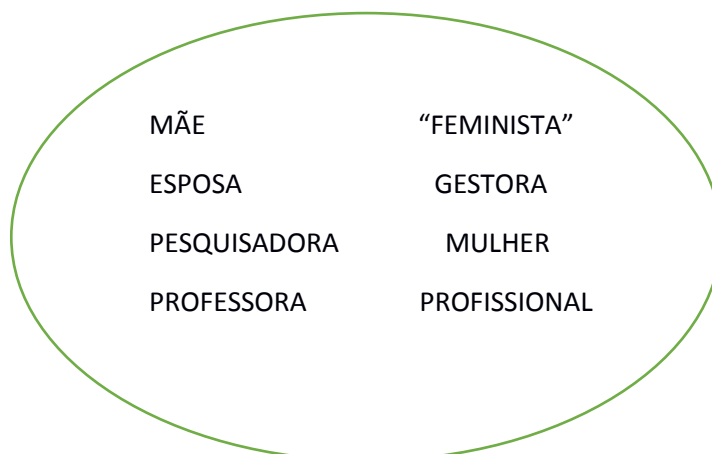 MÃE “FEMINISTA”
ESPOSA GESTORA
PESQUISADORA MULHER
PROFESSORA PROFISSIONAL